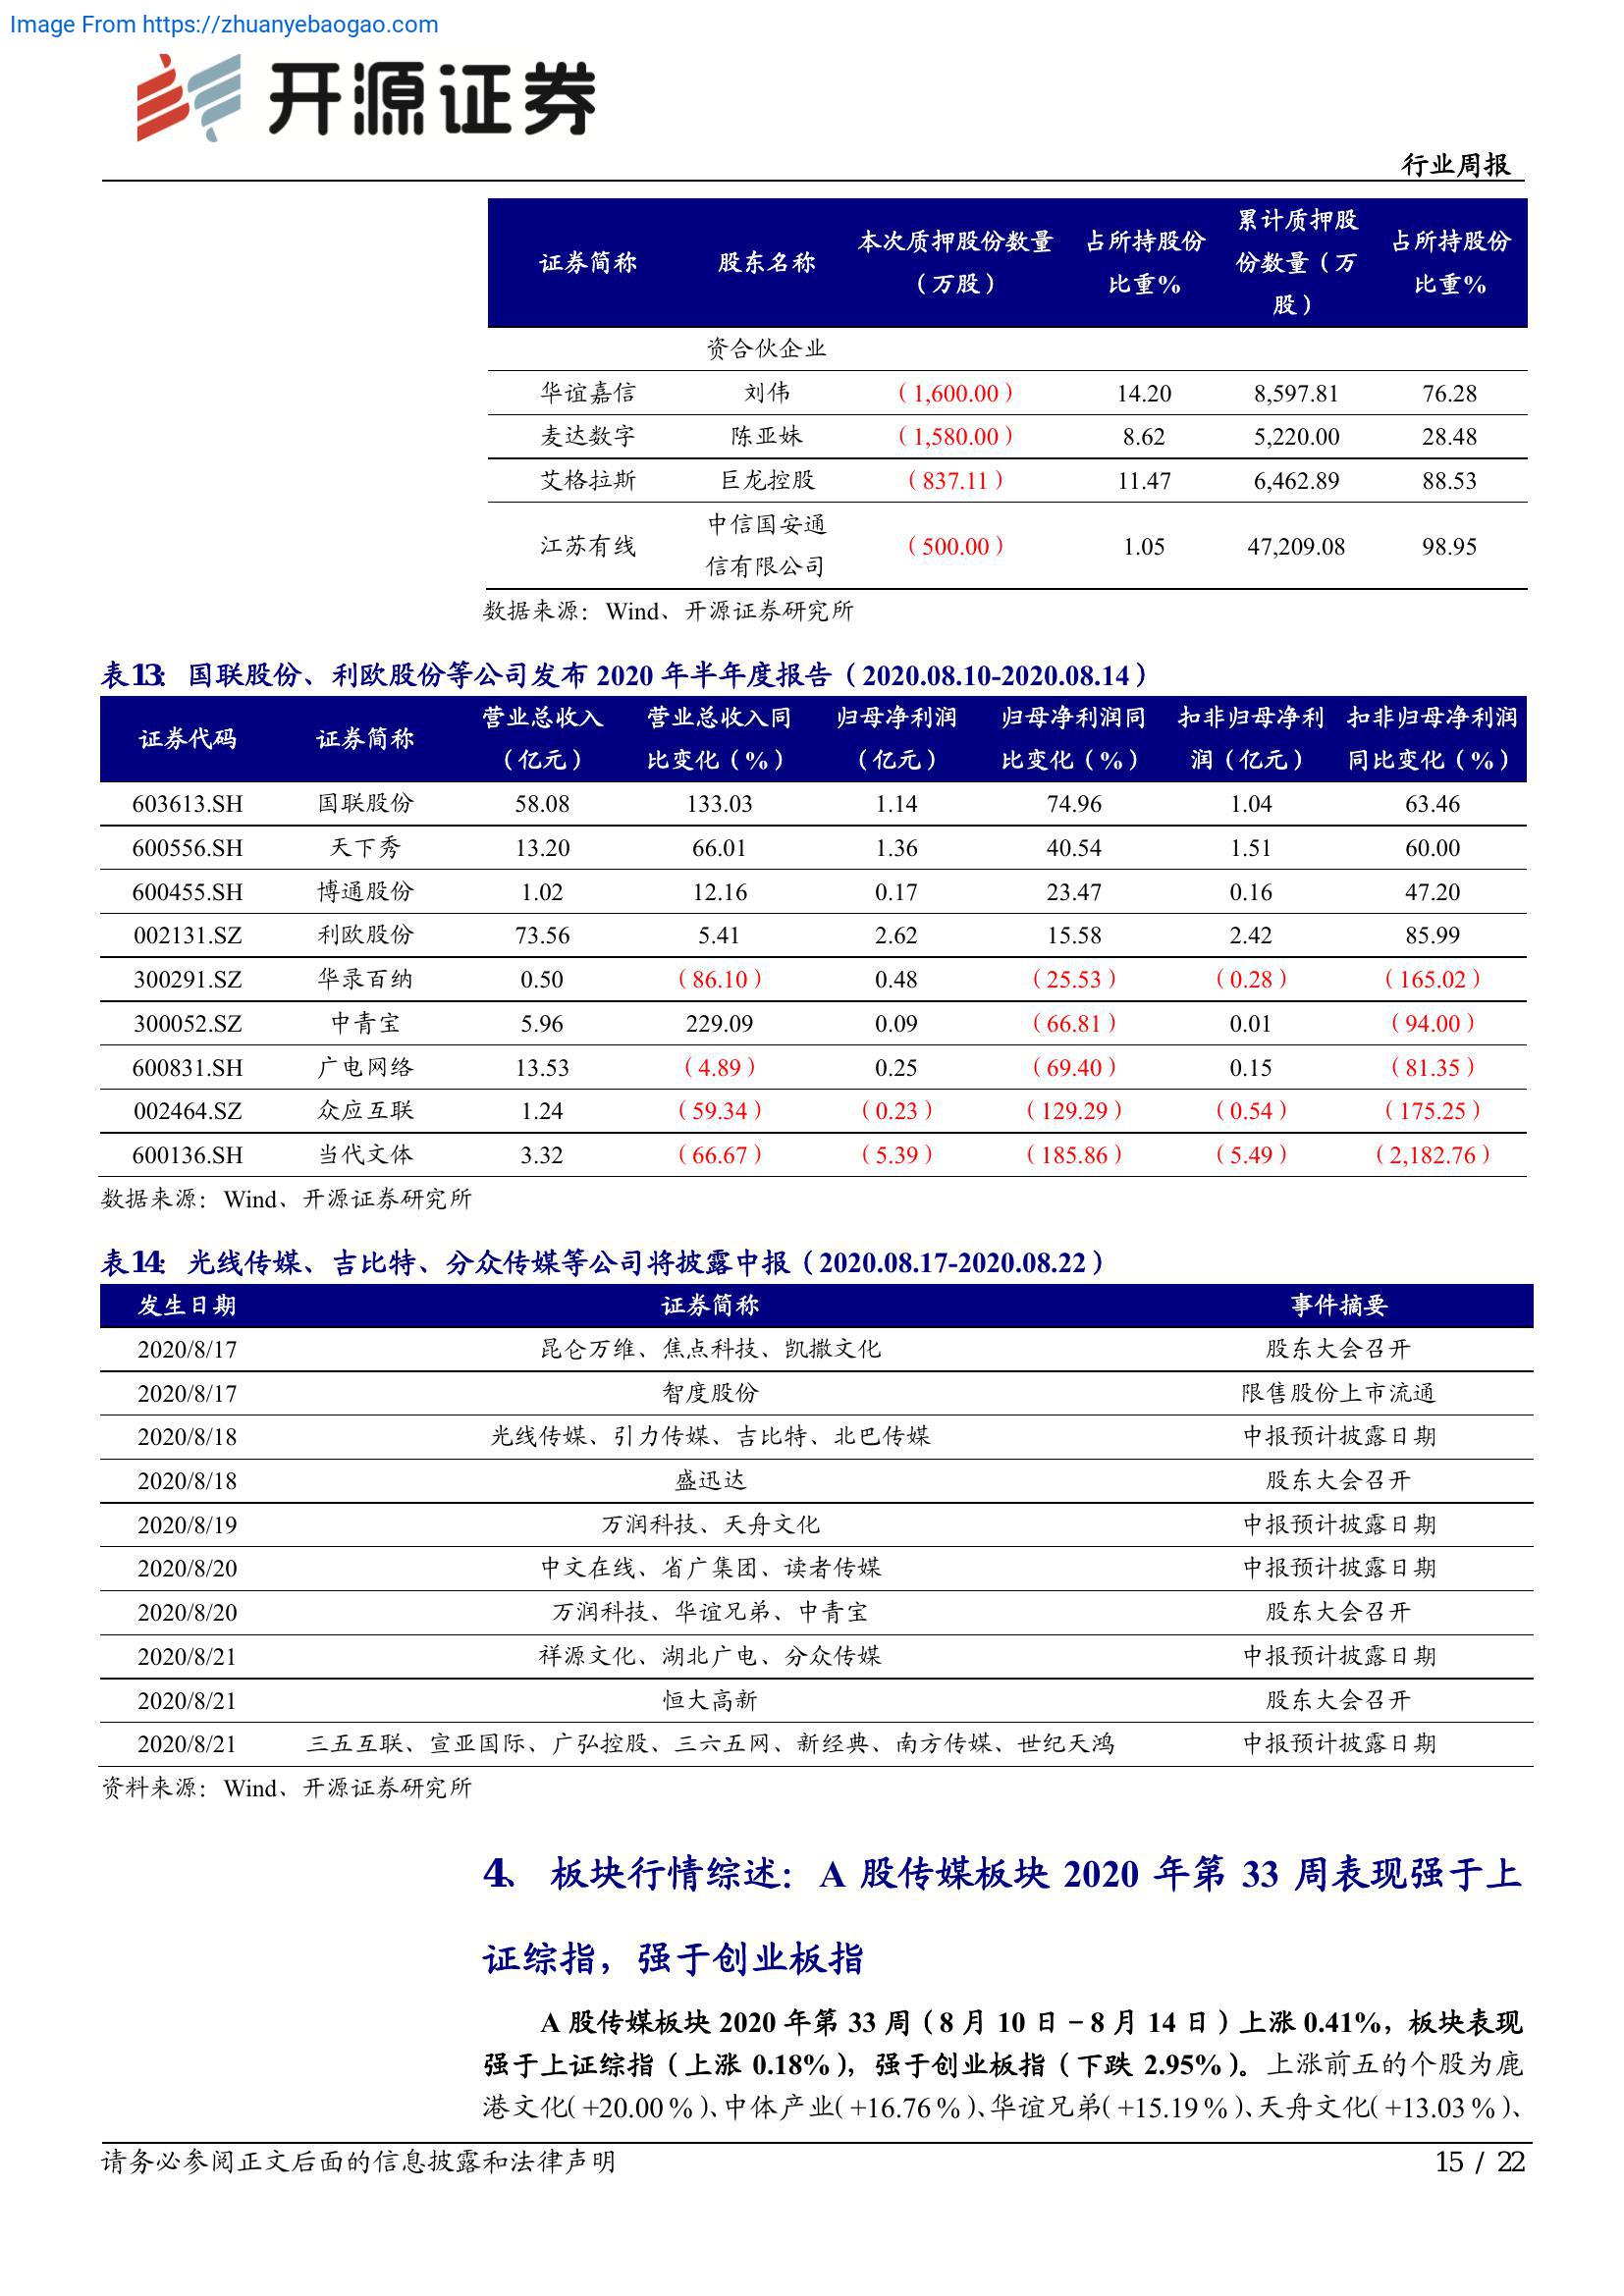 Image From https://zhuanyebaogao.com
开源证券
行业周报
证券简称 股东名称 本次质押股份数量（万股） 占所持股份比重% 累计质押股份数量（万股） 占所持股份比重%
资合伙企业
华谊嘉信 刘伟 （1,600.00） 14.20 8,597.81 76.28
麦达数字 陈亚妹 （1,580.00） 8.62 5,220.00 28.48
艾格拉斯 巨龙控股 （837.11） 11.47 6,462.89 88.53
江苏有线 中信国安通信有限公司 （500.00） 1.05 47,209.08 98.95
数据来源：Wind、开源证券研究所
表13：国联股份、利欧股份等公司发布 2020 年半年度报告（2020.08.10-2020.08.14）
证券代码 证券简称 营业总收入（亿元） 营业总收入同比变化（%） 归母净利润（亿元） 归母净利润同比变化（%） 扣非归母净利润（亿元） 扣非归母净利润同比变化（%）
603613.SH 国联股份 58.08 133.03 1.14 74.96 1.04 63.46
600556.SH 天下秀 13.20 66.01 1.36 40.54 1.51 60.00
600455.SH 博通股份 1.02 12.16 0.17 23.47 0.16 47.20
002131.SZ 利欧股份 73.56 5.41 2.62 15.58 2.42 85.99
300291.SZ 华录百纳 0.50 （86.10） 0.48 （25.53） （0.28） （165.02）
300052.SZ 中青宝 5.96 229.09 0.09 （66.81） 0.01 （94.00）
600831.SH 广电网络 13.53 （4.89） 0.25 （69.40） 0.15 （81.35）
002464.SZ 众应互联 1.24 （59.34） （0.23） （129.29） （0.54） （175.25）
600136.SH 当代文体 3.32 （66.67） （5.39） （185.86） （5.49） （2,182.76）
数据来源：Wind、开源证券研究所
表14：光线传媒、吉比特、分众传媒等公司将披露中报（2020.08.17-2020.08.22）
发生日期 证券简称 事件摘要
2020/8/17 昆仑万维、焦点科技、凯撒文化 股东大会召开
2020/8/17 智度股份 限售股份上市流通
2020/8/18 光线传媒、引力传媒、吉比特、北巴传媒 中报预计披露日期
2020/8/18 盛迅达 股东大会召开
2020/8/19 万润科技、天舟文化 中报预计披露日期
2020/8/20 中文在线、省广集团、读者传媒 中报预计披露日期
2020/8/20 万润科技、华谊兄弟、中青宝 股东大会召开
2020/8/21 祥源文化、湖北广电、分众传媒 中报预计披露日期
2020/8/21 恒大高新 股东大会召开
2020/8/21 三五互联、宣亚国际、广弘控股、三六五网、新经典、南方传媒、世纪天鸿 中报预计披露日期
资料来源：Wind、开源证券研究所
4、 板块行情综述：A 股传媒板块 2020 年第 33 周表现强于上
证综指，强于创业板指
A 股传媒板块 2020 年第 33 周（8 月 10 日－8 月 14 日）上涨 0.41%，板块表现
强于上证综指（上涨 0.18%），强于创业板指（下跌 2.95%）。上涨前五的个股为鹿
港文化（+20.00%）、中体产业（+16.76%）、华谊兄弟（+15.19%）、天舟文化（+13.03%）、
请务必参阅正文后面的信息披露和法律声明
15 / 22